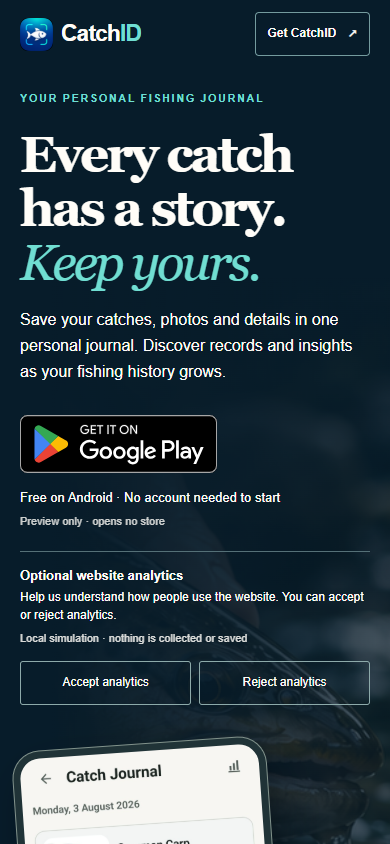 CatchID
Get CatchID ↗
YOUR PERSONAL FISHING JOURNAL
Every catch
has a story.
Keep yours.
Save your catches, photos and details in one
personal journal. Discover records and insights
as your fishing history grows.
GET IT ON
Google Play
Free on Android · No account needed to start
Preview only · opens no store
Optional website analytics
Help us understand how people use the website. You can accept
or reject analytics.
Local simulation · nothing is collected or saved
Accept analytics
Reject analytics
Catch Journal
Monday, 3 August 2026
Carp